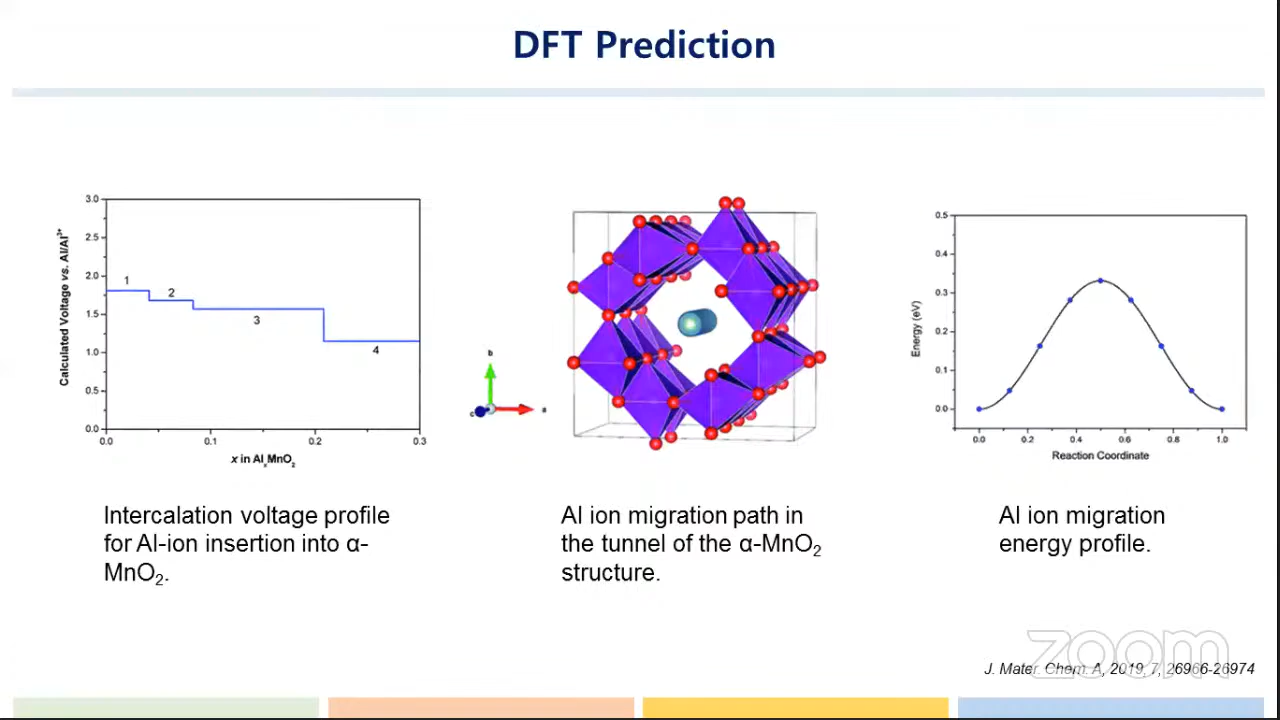 DFT Prediction
Calculated Voltage vs. Al/Al³⁺
3.0
2.5
2.0
1.5
1.0
0.5
0.0
1
2
3
4
0.0 0.1 0.2 0.3
x in AlₓMnO₂
b
a
c
Energy (eV)
0.5
0.4
0.3
0.2
0.1
0.0
0.0 0.2 0.4 0.6 0.8 1.0
Reaction Coordinate
Intercalation voltage profile
for Al-ion insertion into α-
MnO₂.
Al ion migration path in
the tunnel of the α-MnO₂
structure.
Al ion migration
energy profile.
zoom
J. Mater. Chem. A, 2019, 7, 26966-26974